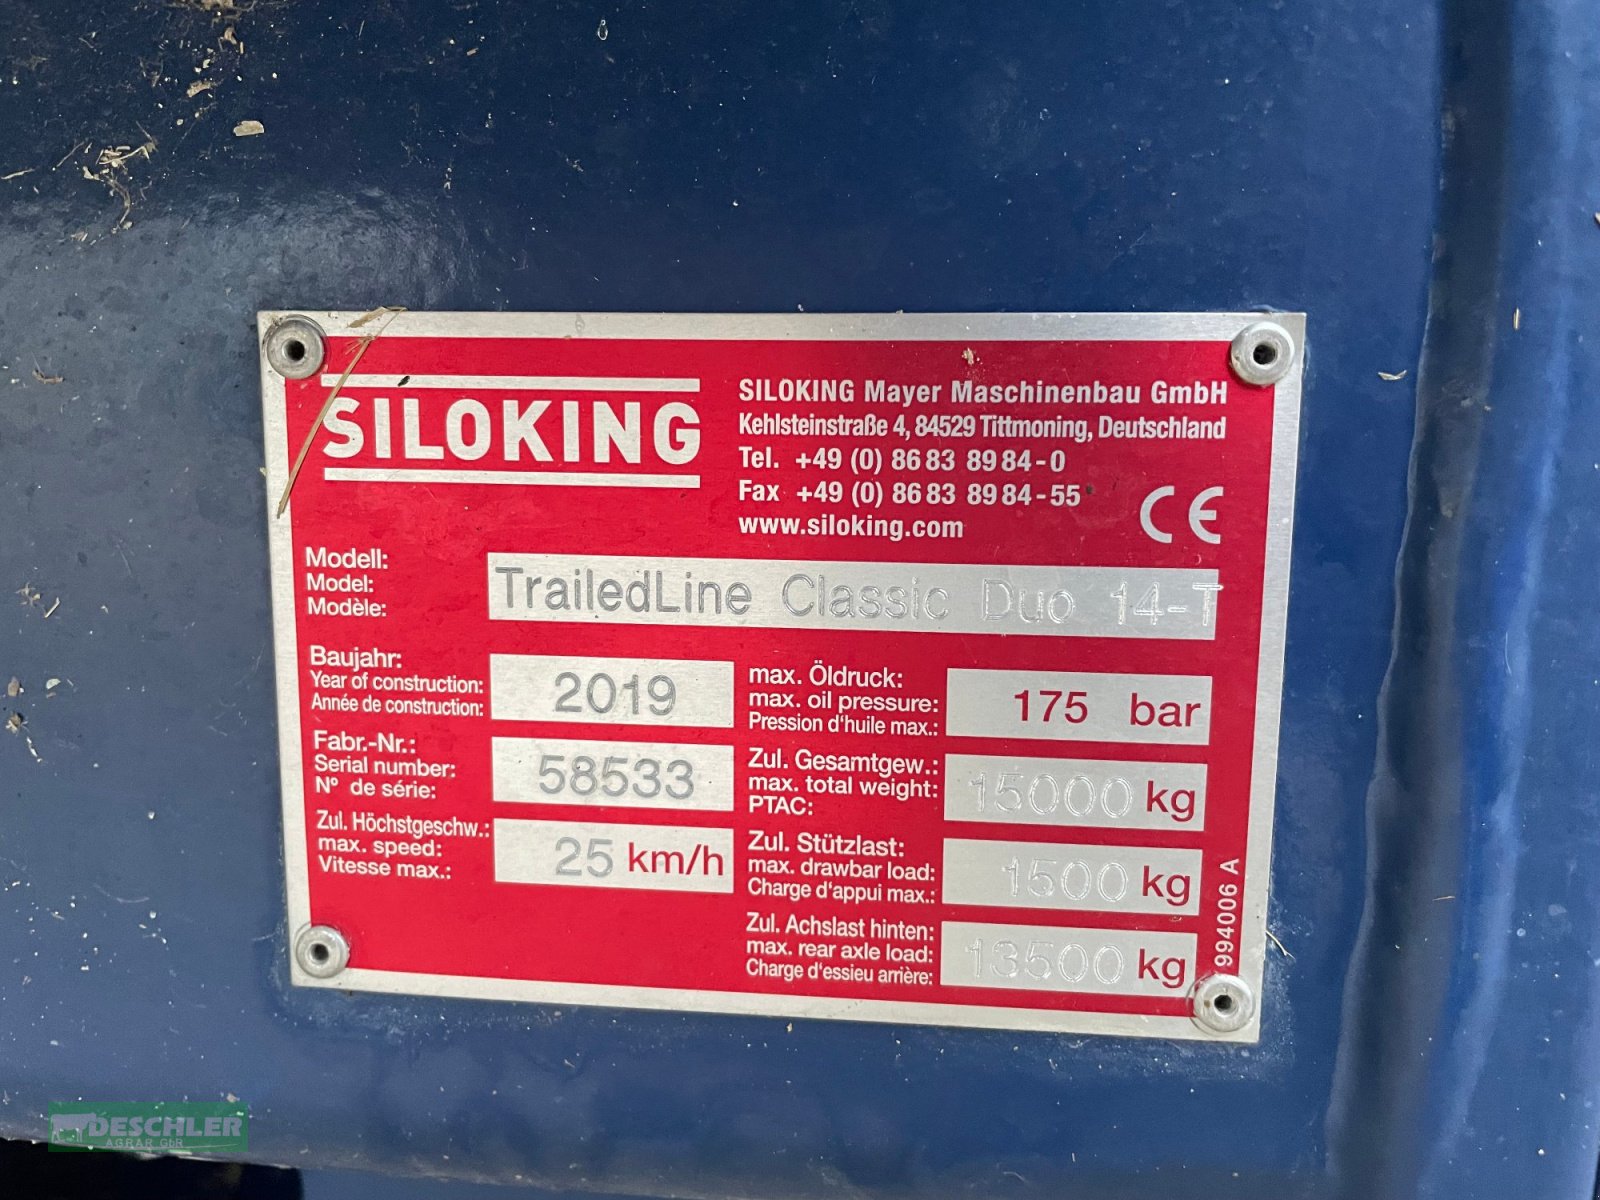 SILOKING
SILOKING Mayer Maschinenbau GmbH
Kehlsteinstraße 4, 84529 Tittmoning, Deutschland
Tel. +49 (0) 86 83 89 84 - 0
Fax +49 (0) 86 83 89 84 - 55
www.siloking.com
CE
Modell:
Model:
Modèle:
TrailedLine Classic Duo 14-T
Baujahr:
Year of construction:
Année de construction:
2019
Fabr.-Nr.:
Serial number:
N° de série:
58533
Zul. Höchstgeschw.:
max. speed:
Vitesse max.:
25 km/h
max. Öldruck:
max. oil pressure:
Pression d'huile max.:
175 bar
Zul. Gesamtgew.:
max. total weight:
PTAC:
15000 kg
Zul. Stützlast:
max. drawbar load:
Charge d'appui max.:
1500 kg
Zul. Achslast hinten:
max. rear axle load:
Charge d'essieu arrière:
13500 kg
994006 A
DESCHLER
AGRAR GbR